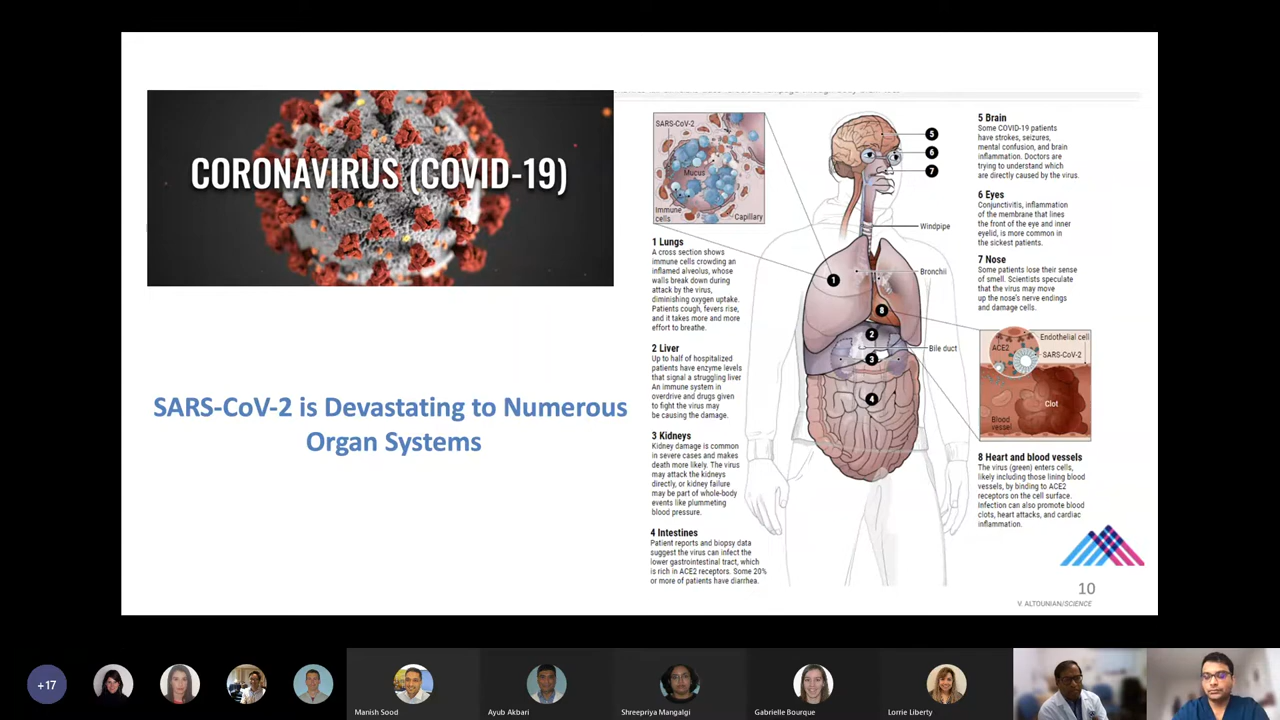 CORONAVIRUS (COVID-19)
SARS-CoV-2 is Devastating to Numerous
Organ Systems
SARS-CoV-2
Mucus
Immune
cells
Capillary
1 Lungs
A cross section shows
immune cells crowding an
inflamed alveolus, whose
walls break down during
attack by the virus,
diminishing oxygen uptake.
Patients cough, fevers rise,
and it takes more and more
effort to breathe.
2 Liver
Up to half of hospitalized
patients have enzyme levels
that signal a struggling liver
An immune system in
overdrive and drugs given
to fight the virus may
be causing the damage.
3 Kidneys
Kidney damage is common
in severe cases and makes
death more likely. The virus
may attack the kidneys
directly, or kidney failure
may be part of whole-body
events like plummeting
blood pressure.
4 Intestines
Patient reports and biopsy data
suggest the virus can infect the
lower gastrointestinal tract, which
is rich in ACE2 receptors. Some 20%
or more of patients have diarrhea.
5
6
7
Windpipe
Bronchii
1
8
2
Bile duct
3
4
5 Brain
Some COVID-19 patients
have strokes, seizures,
mental confusion, and brain
inflammation. Doctors are
trying to understand which
are directly caused by the virus.
6 Eyes
Conjunctivitis, inflammation
of the membrane that lines
the front of the eye and inner
eyelid, is more common in
the sickest patients.
7 Nose
Some patients lose their sense
of smell. Scientists speculate
that the virus may move
up the nose's nerve endings
and damage cells.
Endothelial cell
ACE2
SARS-CoV-2
Clot
Blood
vessel
8 Heart and blood vessels
The virus (green) enters cells,
likely including those lining blood
vessels, by binding to ACE2
receptors on the cell surface.
Infection can also promote blood
clots, heart attacks, and cardiac
inflammation.
10
V. ALTOUNIAN/SCIENCE
+17
Manish Sood
Ayub Akbari
Shreepriya Mangalgi
Gabrielle Bourque
Lorrie Liberty